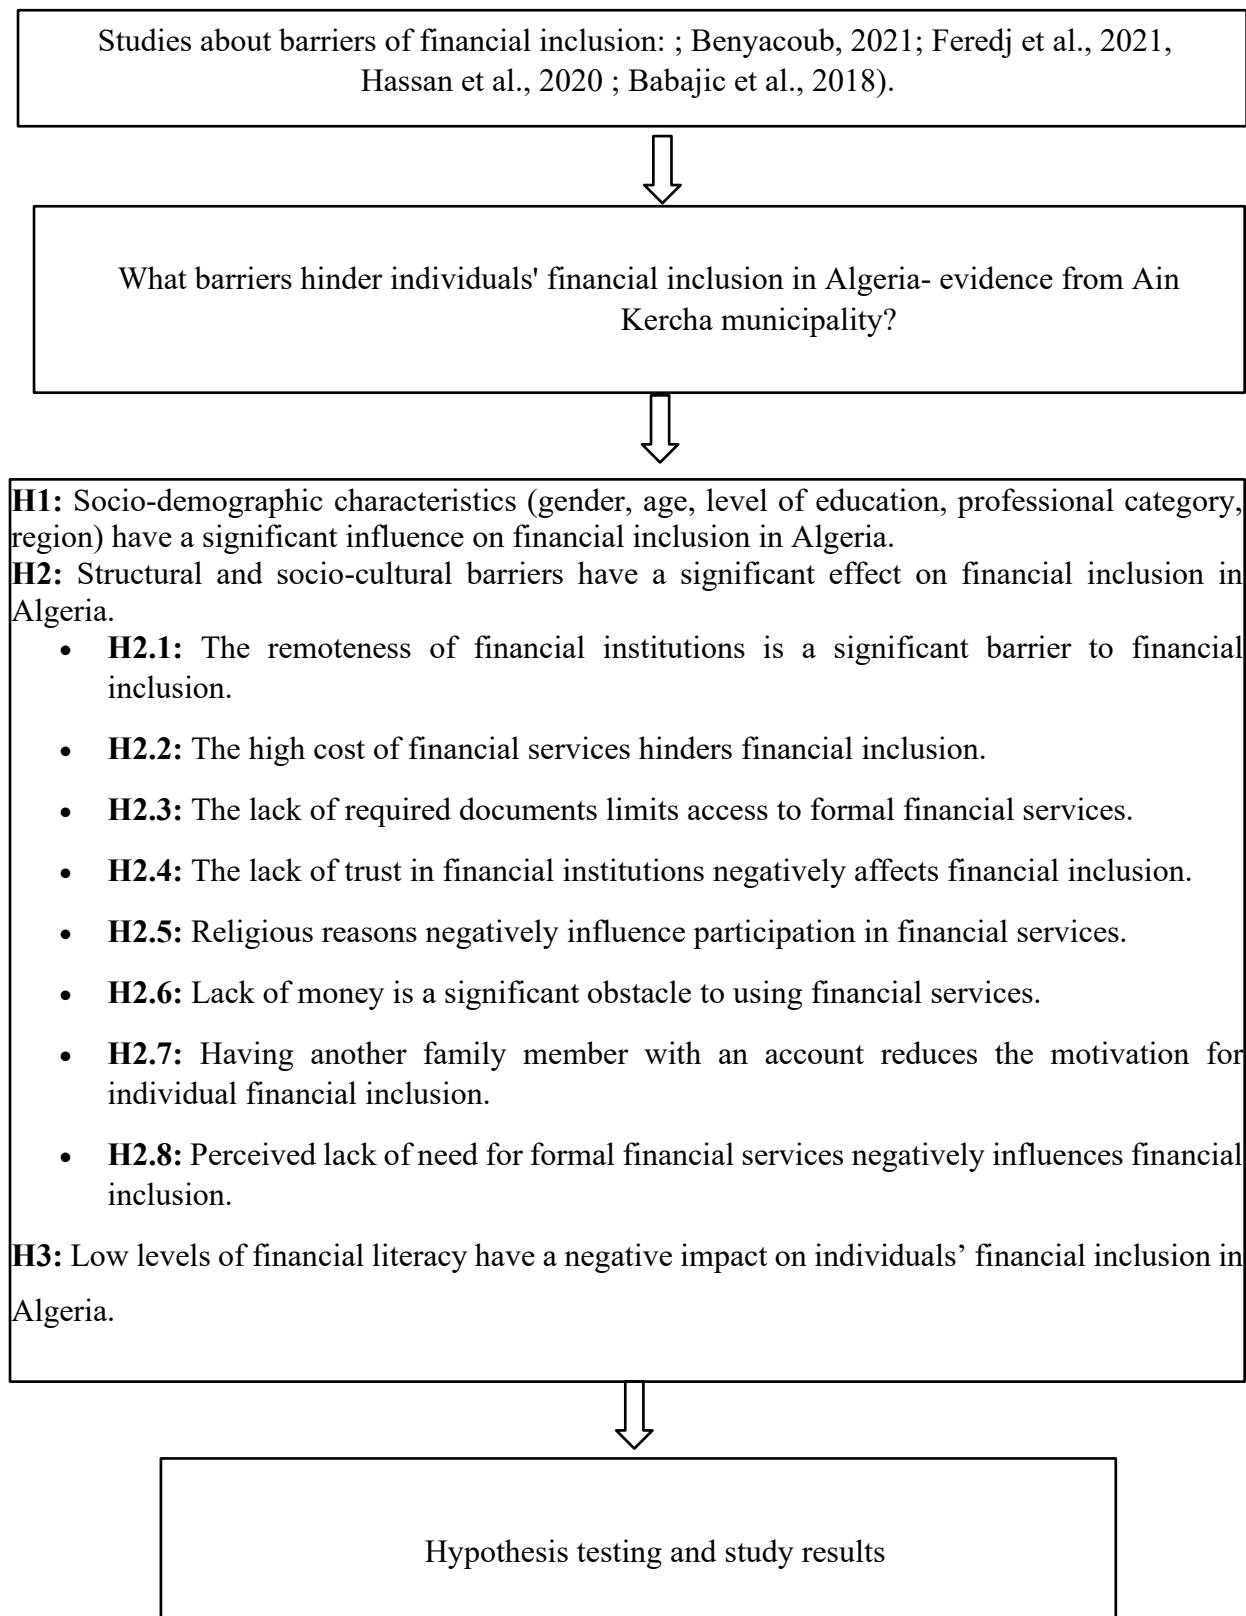 Studies about barriers of financial inclusion: ; Benyacoub, 2021; Feredj et al., 2021,
Hassan et al., 2020 ; Babajic et al., 2018).
What barriers hinder individuals' financial inclusion in Algeria- evidence from Ain
Kercha municipality?
H1: Socio-demographic characteristics (gender, age, level of education, professional category,
region) have a significant influence on financial inclusion in Algeria.
H2: Structural and socio-cultural barriers have a significant effect on financial inclusion in
Algeria.
• H2.1: The remoteness of financial institutions is a significant barrier to financial
inclusion.
• H2.2: The high cost of financial services hinders financial inclusion.
• H2.3: The lack of required documents limits access to formal financial services.
• H2.4: The lack of trust in financial institutions negatively affects financial inclusion.
• H2.5: Religious reasons negatively influence participation in financial services.
• H2.6: Lack of money is a significant obstacle to using financial services.
• H2.7: Having another family member with an account reduces the motivation for
individual financial inclusion.
• H2.8: Perceived lack of need for formal financial services negatively influences financial
inclusion.
H3: Low levels of financial literacy have a negative impact on individuals’ financial inclusion in
Algeria.
Hypothesis testing and study results